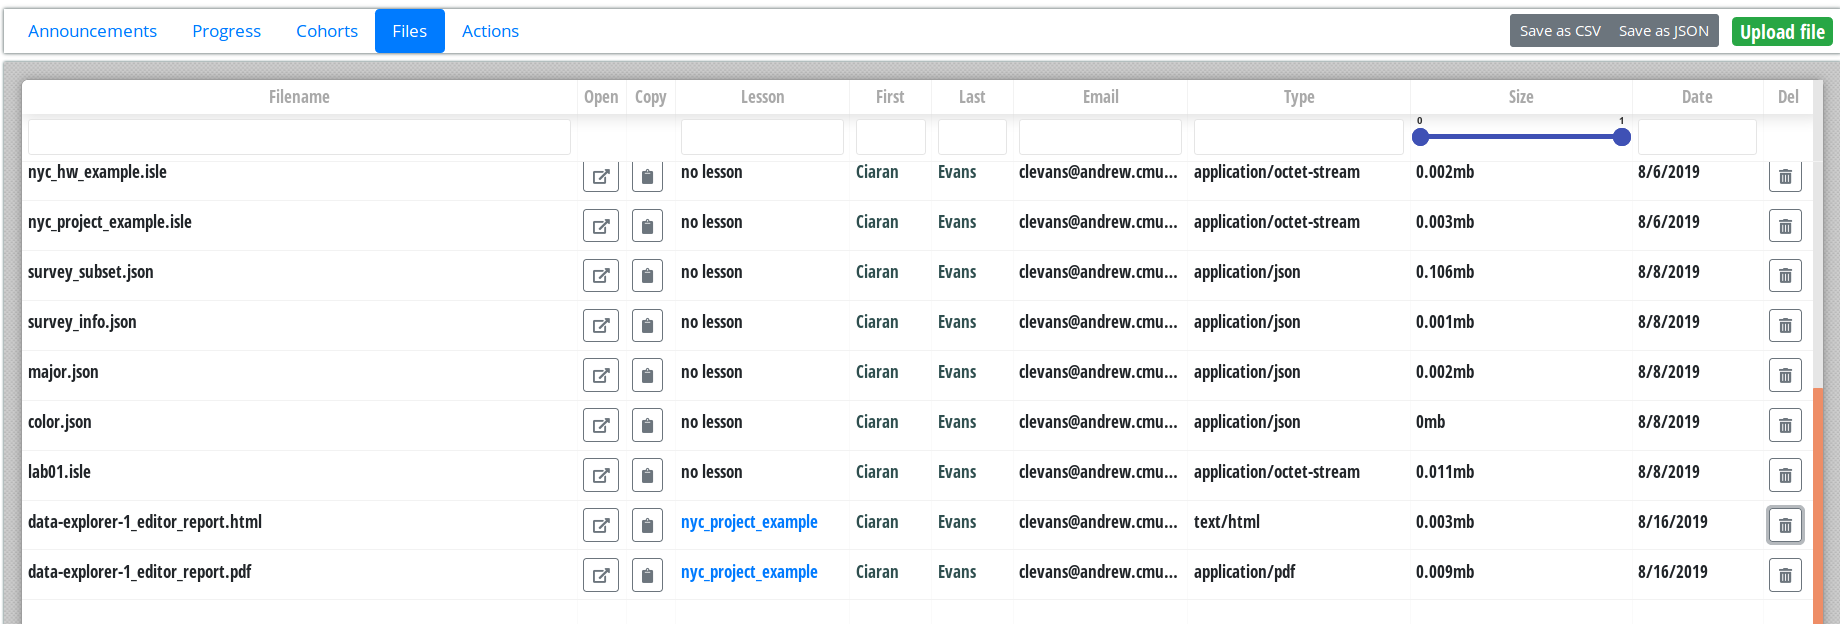 Announcements Progress Cohorts Files Actions Save as CSV Save as JSON Upload file
Filename Open Copy Lesson First Last Email Type Size Date Del
0 1
nyc_hw_example.isle no lesson Ciaran Evans clevans@andrew.cmu... application/octet-stream 0.002mb 8/6/2019
nyc_project_example.isle no lesson Ciaran Evans clevans@andrew.cmu... application/octet-stream 0.003mb 8/6/2019
survey_subset.json no lesson Ciaran Evans clevans@andrew.cmu... application/json 0.106mb 8/8/2019
survey_info.json no lesson Ciaran Evans clevans@andrew.cmu... application/json 0.001mb 8/8/2019
major.json no lesson Ciaran Evans clevans@andrew.cmu... application/json 0.002mb 8/8/2019
color.json no lesson Ciaran Evans clevans@andrew.cmu... application/json 0mb 8/8/2019
lab01.isle no lesson Ciaran Evans clevans@andrew.cmu... application/octet-stream 0.011mb 8/8/2019
data-explorer-1_editor_report.html nyc_project_example Ciaran Evans clevans@andrew.cmu... text/html 0.003mb 8/16/2019
data-explorer-1_editor_report.pdf nyc_project_example Ciaran Evans clevans@andrew.cmu... application/pdf 0.009mb 8/16/2019